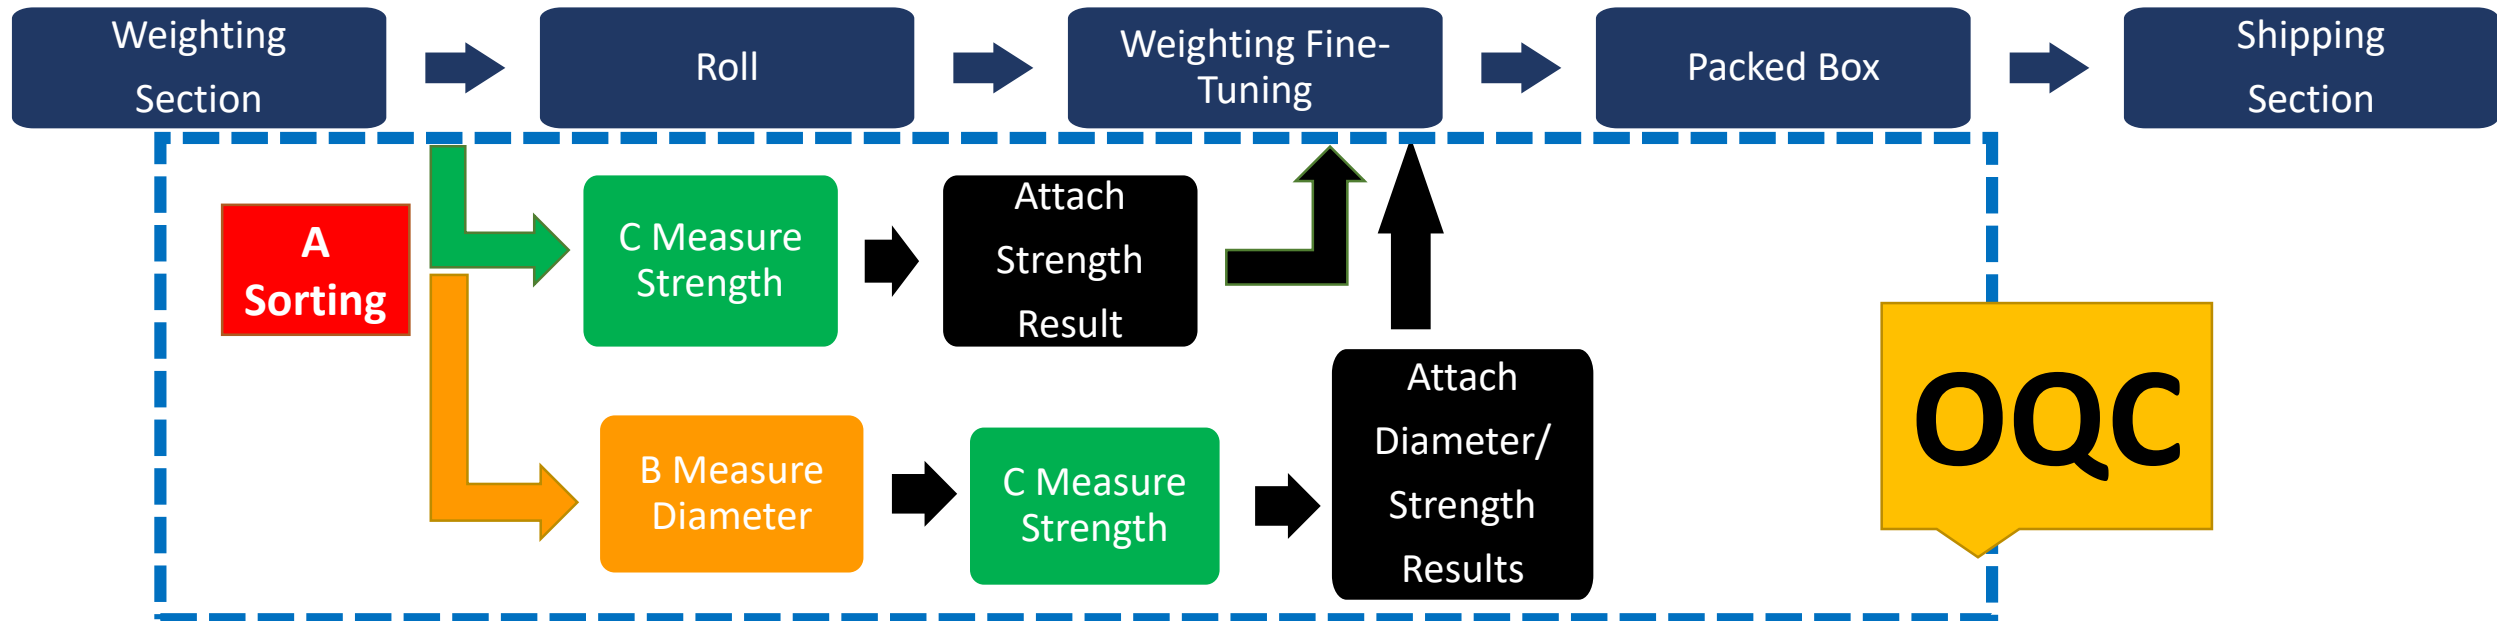 Weighting
Section
Roll
Weighting Fine-
Tuning
Packed Box
Shipping
Section
A
Sorting
C Measure
Strength
Attach
Strength
Result
B Measure
Diameter
C Measure
Strength
Attach
Diameter/
Strength
Results
OQC